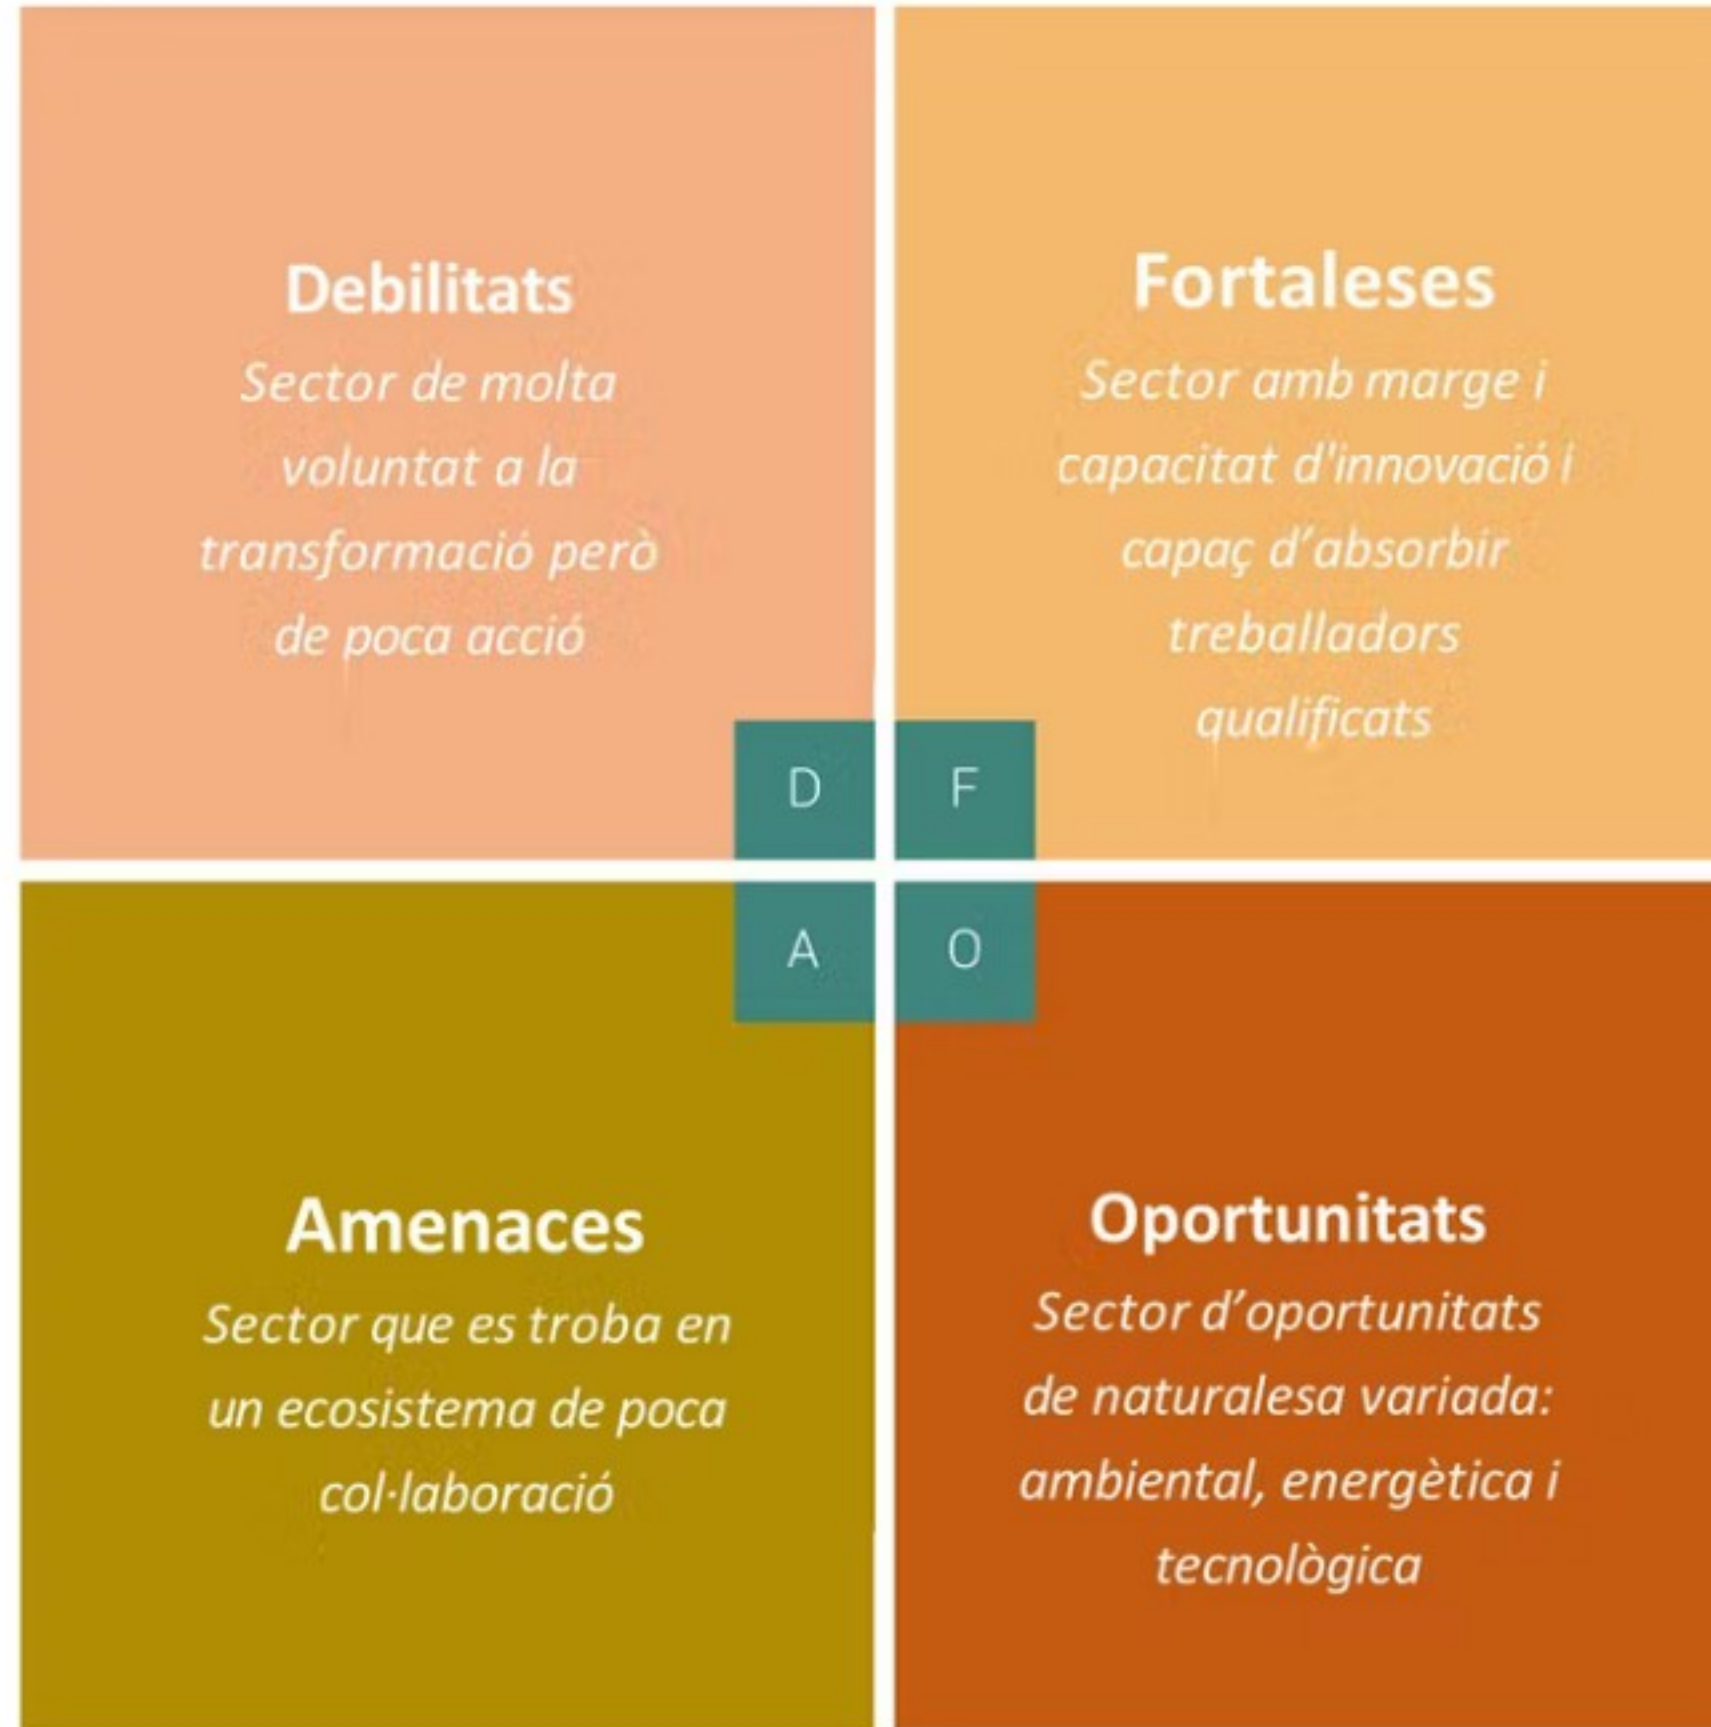 Debilitats
Sector de molta
voluntat a la
transformació però
de poca acció
D
Fortaleses
Sector amb marge i
capacitat d'innovació i
capaç d’absorbir
treballadors
qualificats
F
A
Amenaces
Sector que es troba en
un ecosistema de poca
col·laboració
O
Oportunitats
Sector d’oportunitats
de naturalesa variada:
ambiental, energètica i
tecnològica